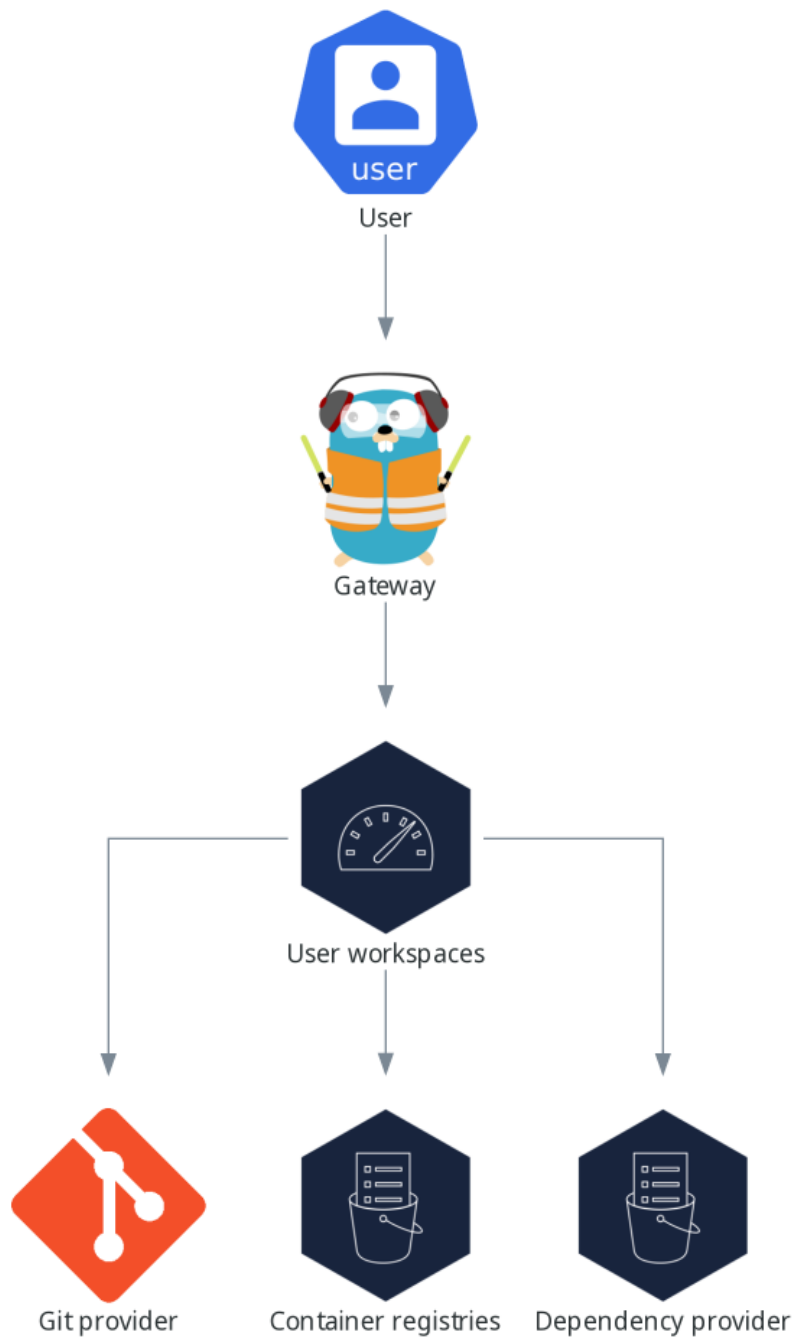 user
User
Gateway
User workspaces
Git provider
Container registries
Dependency provider